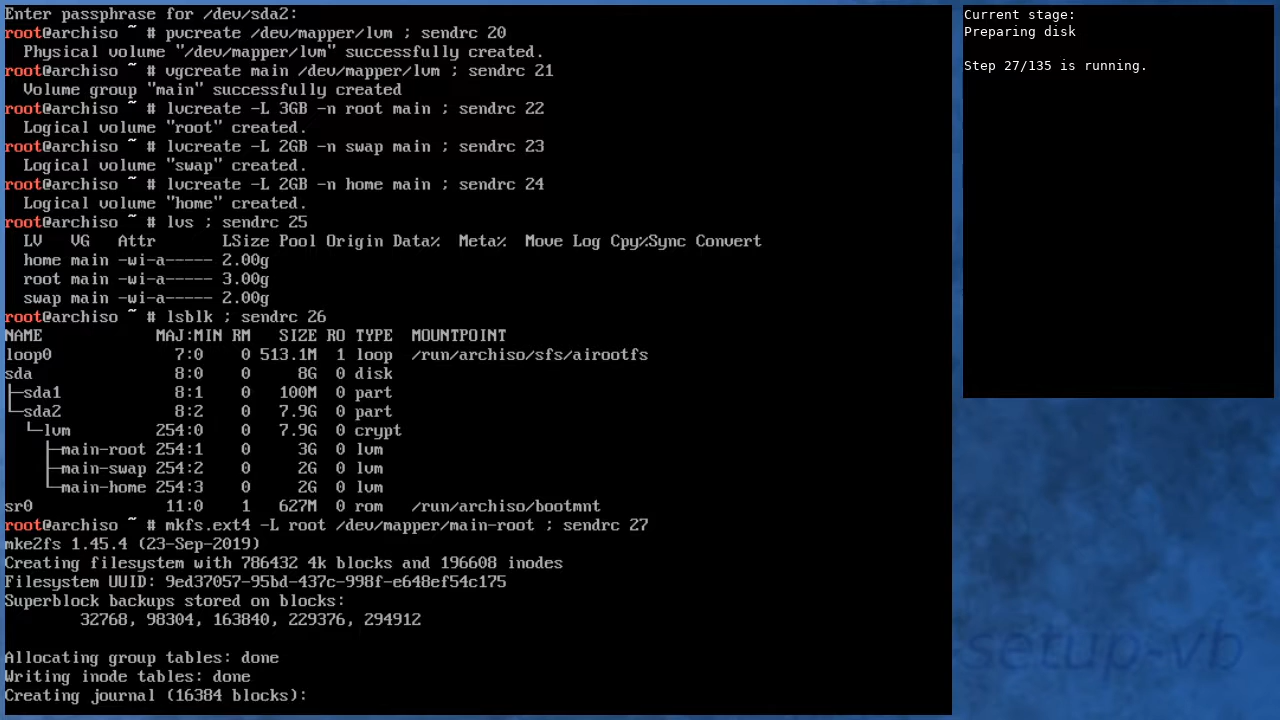 Enter passphrase for /dev/sda2:
root@archiso ~ # pvcreate /dev/mapper/lvm ; sendrc 20
  Physical volume "/dev/mapper/lvm" successfully created.
root@archiso ~ # vgcreate main /dev/mapper/lvm ; sendrc 21
  Volume group "main" successfully created
root@archiso ~ # lvcreate -L 3GB -n root main ; sendrc 22
  Logical volume "root" created.
root@archiso ~ # lvcreate -L 2GB -n swap main ; sendrc 23
  Logical volume "swap" created.
root@archiso ~ # lvcreate -L 2GB -n home main ; sendrc 24
  Logical volume "home" created.
root@archiso ~ # lvs ; sendrc 25
  LV   VG   Attr       LSize Pool Origin Data%  Meta%  Move Log Cpy%Sync Convert
  home main -wi-a----- 2.00g
  root main -wi-a----- 3.00g
  swap main -wi-a----- 2.00g
root@archiso ~ # lsblk ; sendrc 26
NAME            MAJ:MIN RM   SIZE RO TYPE  MOUNTPOINT
loop0             7:0    0 513.1M  1 loop  /run/archiso/sfs/airootfs
sda               8:0    0     8G  0 disk
├─sda1            8:1    0   100M  0 part
└─sda2            8:2    0   7.9G  0 part
  └─lvm         254:0    0   7.9G  0 crypt
    ├─main-root 254:1    0     3G  0 lvm
    ├─main-swap 254:2    0     2G  0 lvm
    └─main-home 254:3    0     2G  0 lvm
sr0              11:0    1   627M  0 rom   /run/archiso/bootmnt
root@archiso ~ # mkfs.ext4 -L root /dev/mapper/main-root ; sendrc 27
mke2fs 1.45.4 (23-Sep-2019)
Creating filesystem with 786432 4k blocks and 196608 inodes
Filesystem UUID: 9ed37057-95bd-437c-998f-e648ef54c175
Superblock backups stored on blocks:
        32768, 98304, 163840, 229376, 294912
Allocating group tables: done
Writing inode tables: done
Creating journal (16384 blocks):
Current stage:
Preparing disk
Step 27/135 is running.
setup-vb